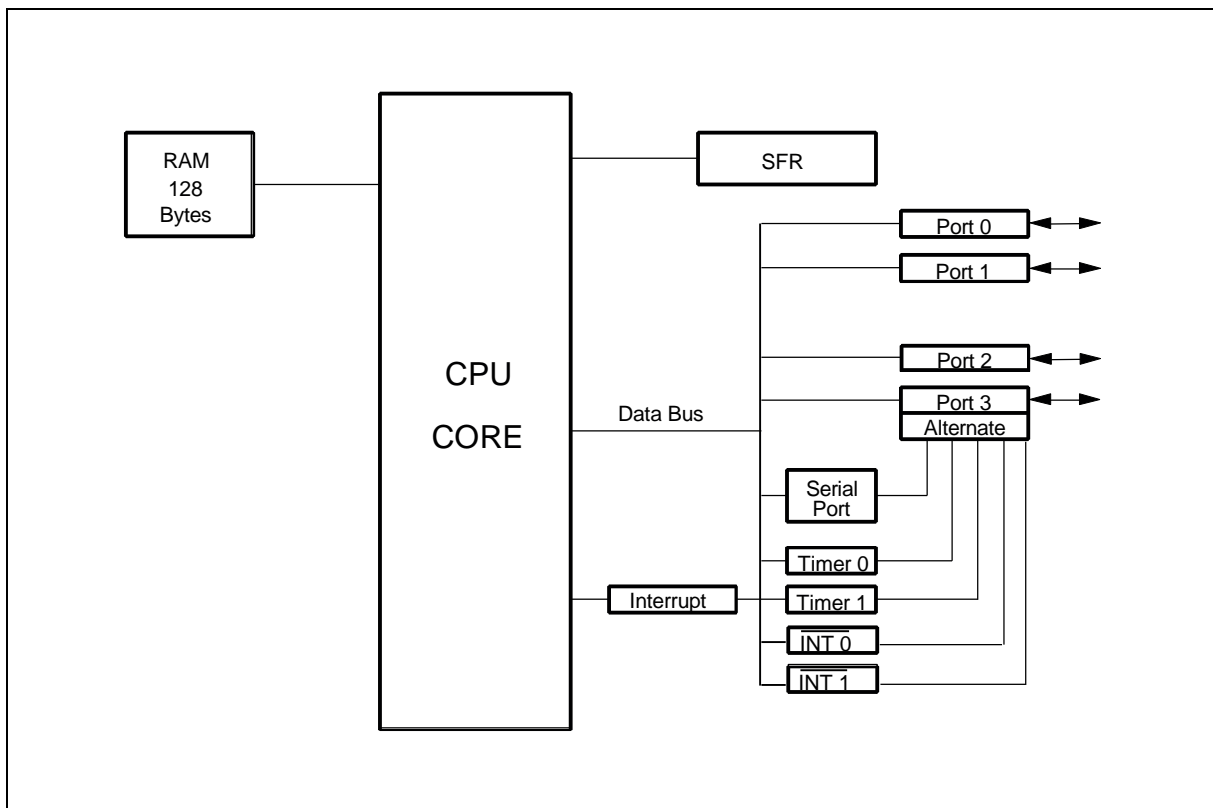 RAM
128
Bytes
CPU
CORE
SFR
Port 0
Port 1
Port 2
Port 3
Alternate
Data Bus
Serial
Port
Timer 0
Interrupt
Timer 1
INT 0
INT 1